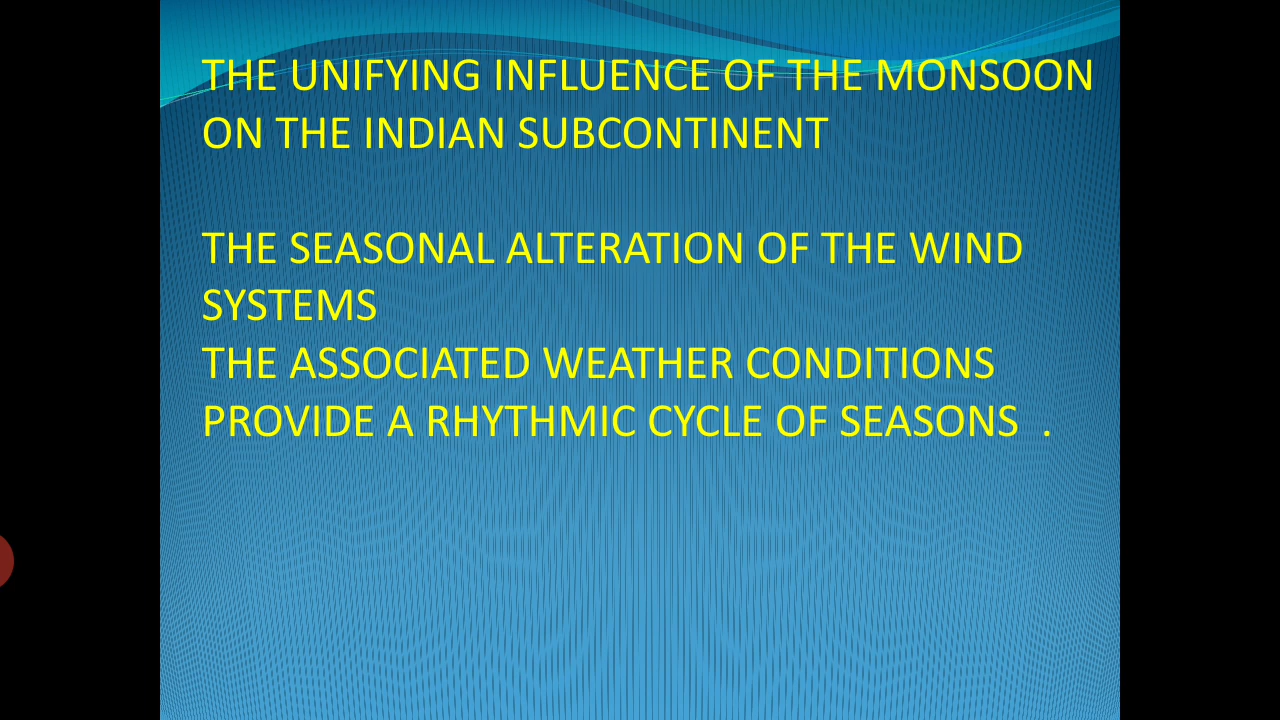 THE UNIFYING INFLUENCE OF THE MONSOON
ON THE INDIAN SUBCONTINENT
THE SEASONAL ALTERATION OF THE WIND
SYSTEMS
THE ASSOCIATED WEATHER CONDITIONS
PROVIDE A RHYTHMIC CYCLE OF SEASONS .